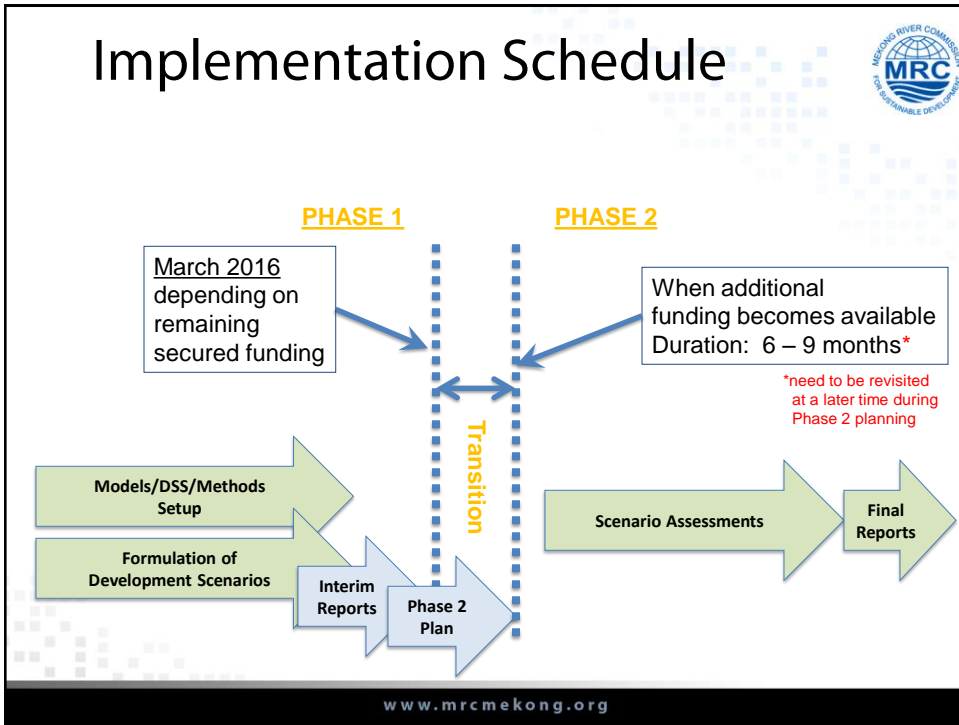 Implementation Schedule
MEKONG RIVER COMMISSION
MRC
FOR SUSTAINABLE DEVELOPMENT
PHASE 1
PHASE 2
March 2016
depending on
remaining
secured funding
When additional
funding becomes available
Duration: 6 – 9 months*
*need to be revisited
at a later time during
Phase 2 planning
Transition
Models/DSS/Methods
Setup
Formulation of
Development Scenarios
Interim
Reports
Phase 2
Plan
Scenario Assessments
Final
Reports
www.mrcmekong.org